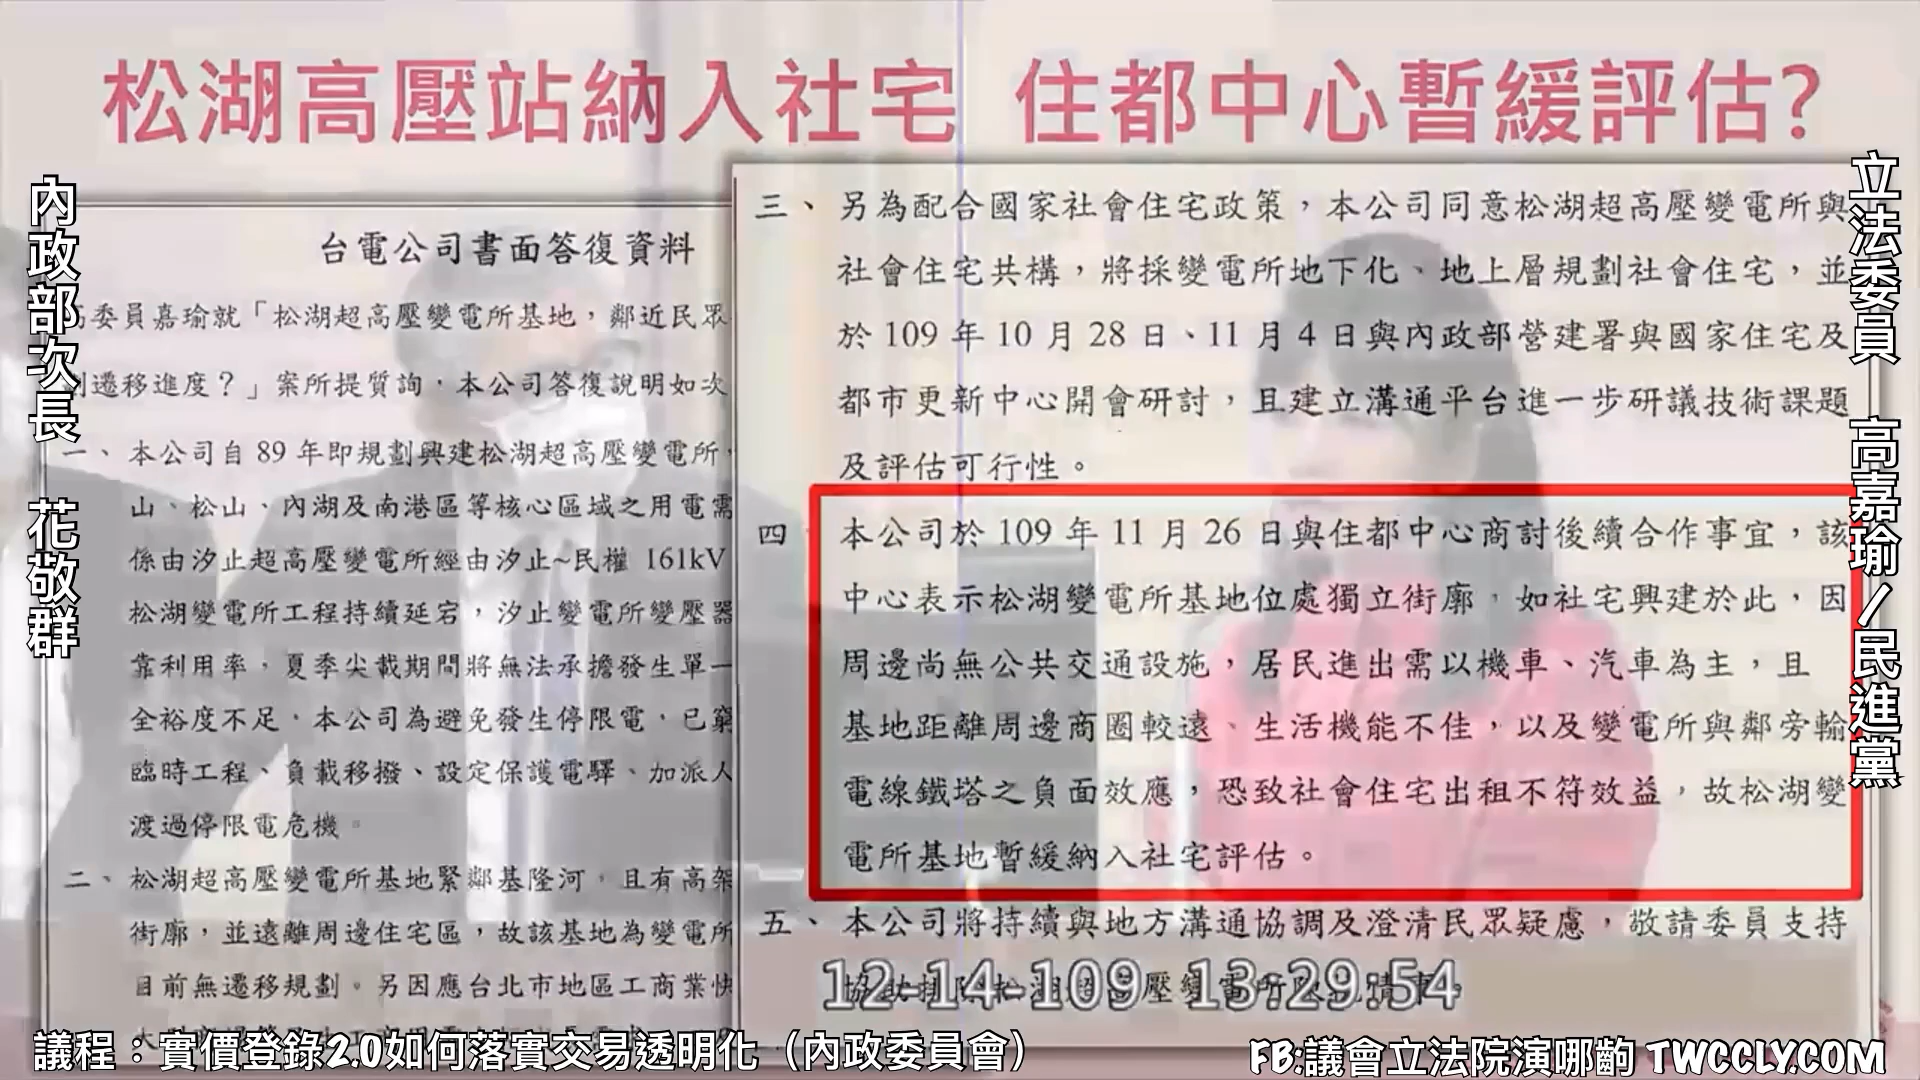 松湖高壓站納入社宅 住都中心暫緩評估?
內政部次長 花敬群
台電公司書面答復資料
委員嘉瑜就「松湖超高壓變電所基地，鄰近民眾
遷移進度？」案所提質詢，本公司答復說明如次
一、本公司自 89 年即規劃興建松湖超高壓變電所，
山、松山、內湖及南港區等核心區域之用電需
係由汐止超高壓變電所經由汐止~民權 161kV
松湖變電所工程持續延宕，汐止變電所變壓器
靠利用率，夏季尖載期間將無法承擔發生單一
全裕度不足，本公司為避免發生停限電，已窮
臨時工程、負載移撥、設定保護電驛、加派人
渡過停限電危機。
二、松湖超高壓變電所基地緊鄰基隆河，且有高架
街廓，並遠離周邊住宅區，故該基地為變電所
目前無遷移規劃。另因應台北市地區工商業快
三、另為配合國家社會住宅政策，本公司同意松湖超高壓變電所與
社會住宅共構，將採變電所地下化、地上層規劃社會住宅，並
於 109 年 10 月 28 日、11 月 4 日與內政部營建署與國家住宅及
都市更新中心開會研討，且建立溝通平台進一步研議技術課題
及評估可行性。
四 本公司於 109 年 11 月 26 日與住都中心商討後續合作事宜，該
中心表示松湖變電所基地位處獨立街廓，如社宅興建於此，因
周邊尚無公共交通設施，居民進出需以機車、汽車為主，且
基地距離周邊商圈較遠、生活機能不佳，以及變電所與鄰旁輸
電線鐵塔之負面效應，恐致社會住宅出租不符效益，故松湖變
電所基地暫緩納入社宅評估。
五、本公司將持續與地方溝通協調及澄清民眾疑慮，敬請委員支持
12-14-109 13:29:54
立法委員 高嘉瑜/民進黨
議程：實價登錄2.0如何落實交易透明化（內政委員會）
FB:議會立法院演哪齣 TWCCLY.COM